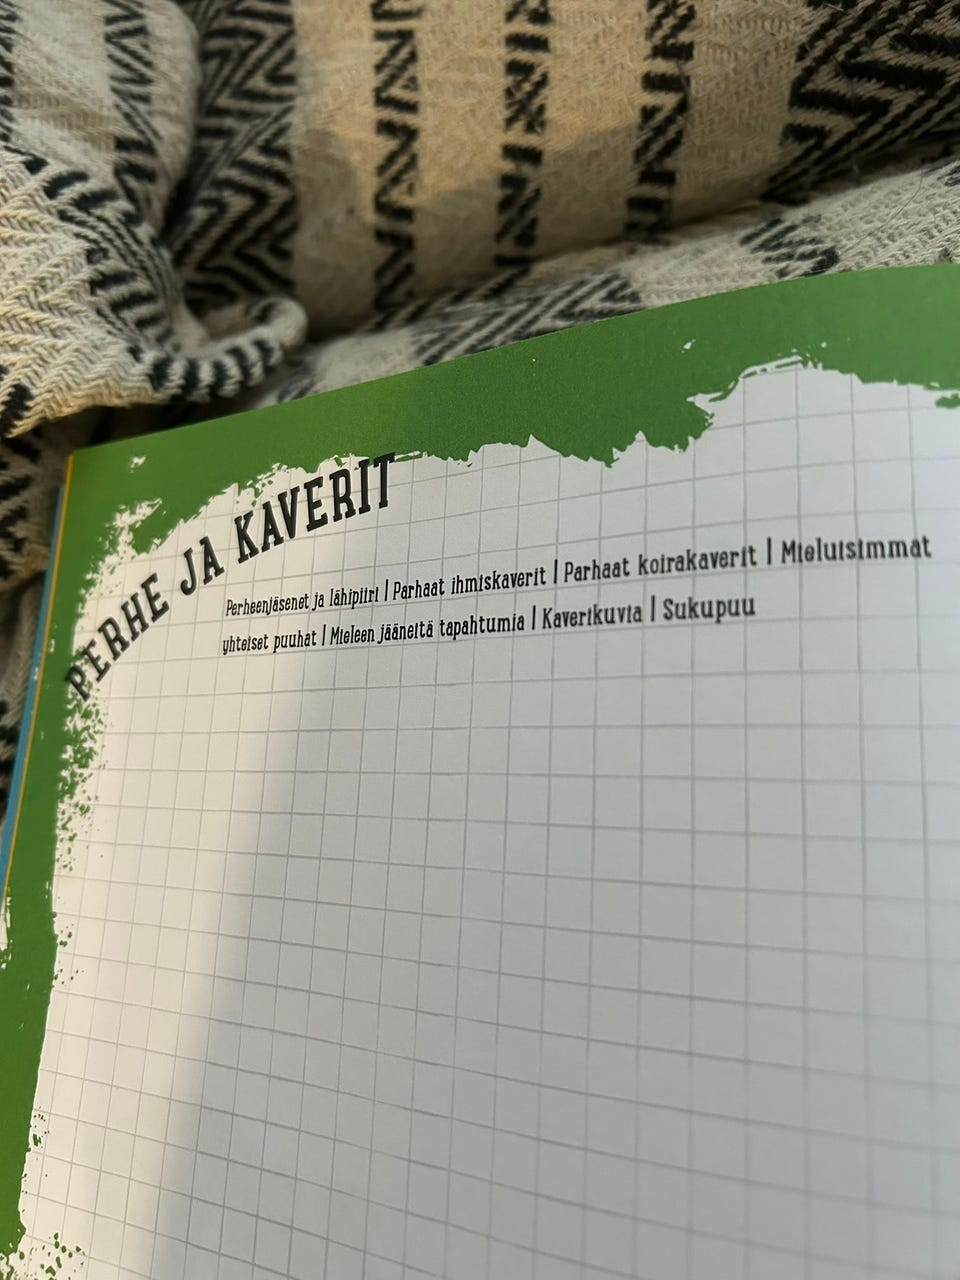 PERHE JA KAVERIT
Perheenjäsenet ja lähipiiri | Parhaat ihmiskaverit | Parhaat koirakaverit | Mieluisimmat
yhteiset puuhat | Mieleen jääneitä tapahtumia | Kaverikuvia | Sukupuu